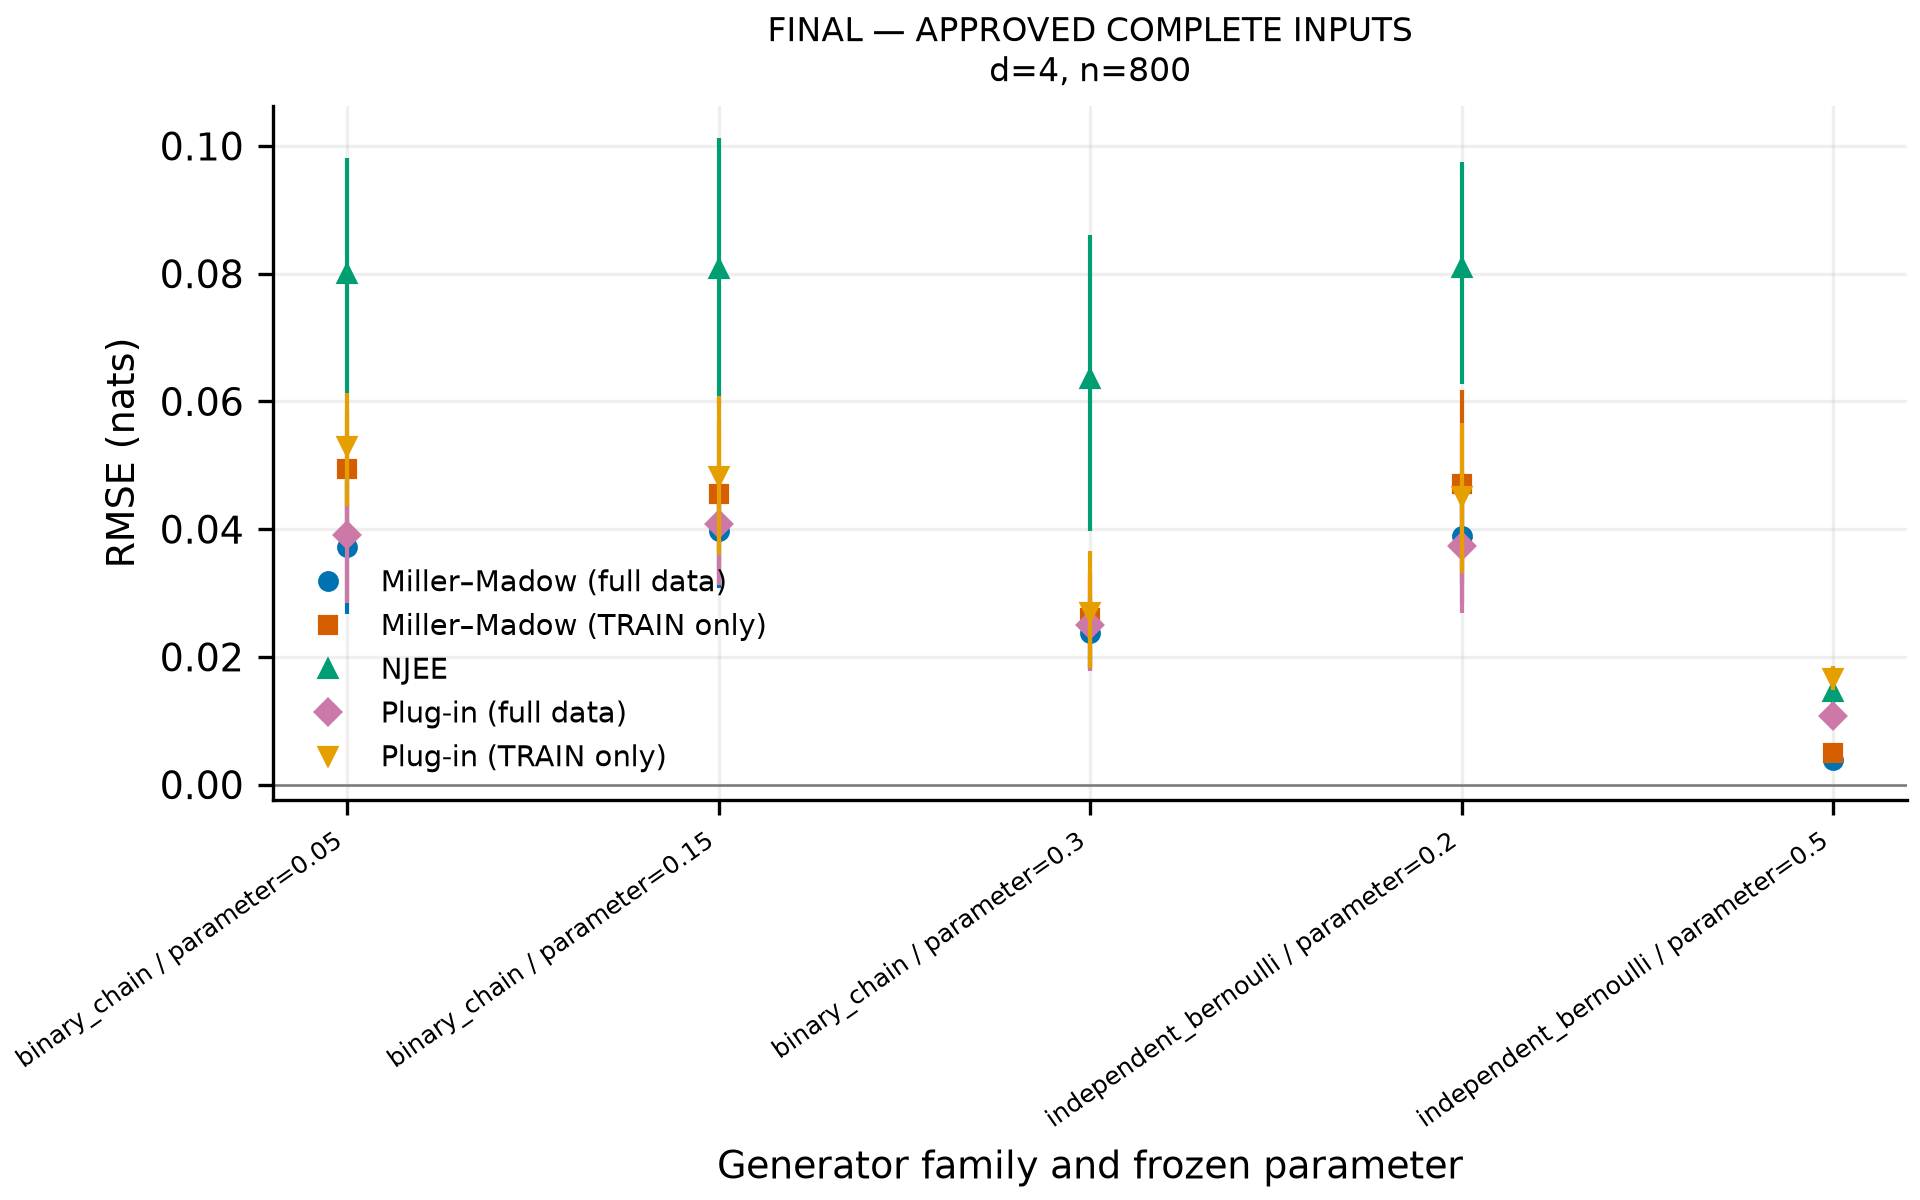 FINAL — APPROVED COMPLETE INPUTS
d=4, n=800
RMSE (nats)
0.10
0.08
0.06
0.04
0.02
0.00
Miller–Madow (full data)
Miller–Madow (TRAIN only)
NJEE
Plug-in (full data)
Plug-in (TRAIN only)
binary_chain / parameter=0.05
binary_chain / parameter=0.15
binary_chain / parameter=0.3
independent_bernoulli / parameter=0.2
independent_bernoulli / parameter=0.5
Generator family and frozen parameter